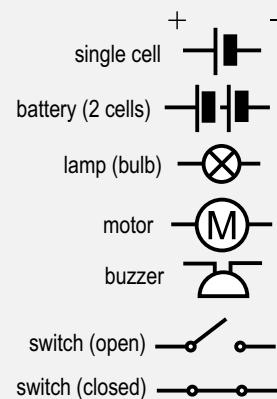 + –
single cell
battery (2 cells)
lamp (bulb)
motor M
buzzer
switch (open)
switch (closed)